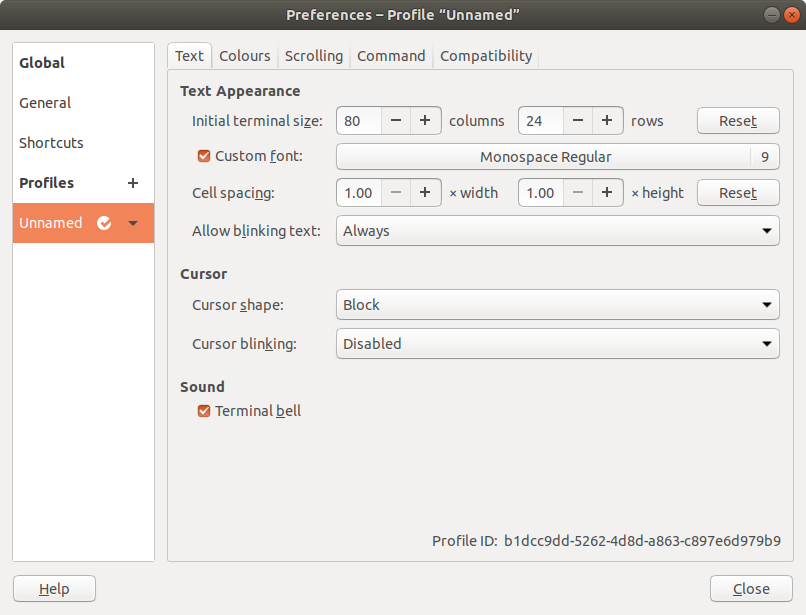 Preferences – Profile “Unnamed”
Global
General
Shortcuts
Profiles +
Unnamed
Text Colours Scrolling Command Compatibility
Text Appearance
Initial terminal size: 80 − + columns 24 − + rows Reset
Custom font: Monospace Regular 9
Cell spacing: 1.00 − + × width 1.00 − + × height Reset
Allow blinking text: Always
Cursor
Cursor shape: Block
Cursor blinking: Disabled
Sound
Terminal bell
Profile ID: b1dcc9dd-5262-4d8d-a863-c897e6d979b9
Help Close